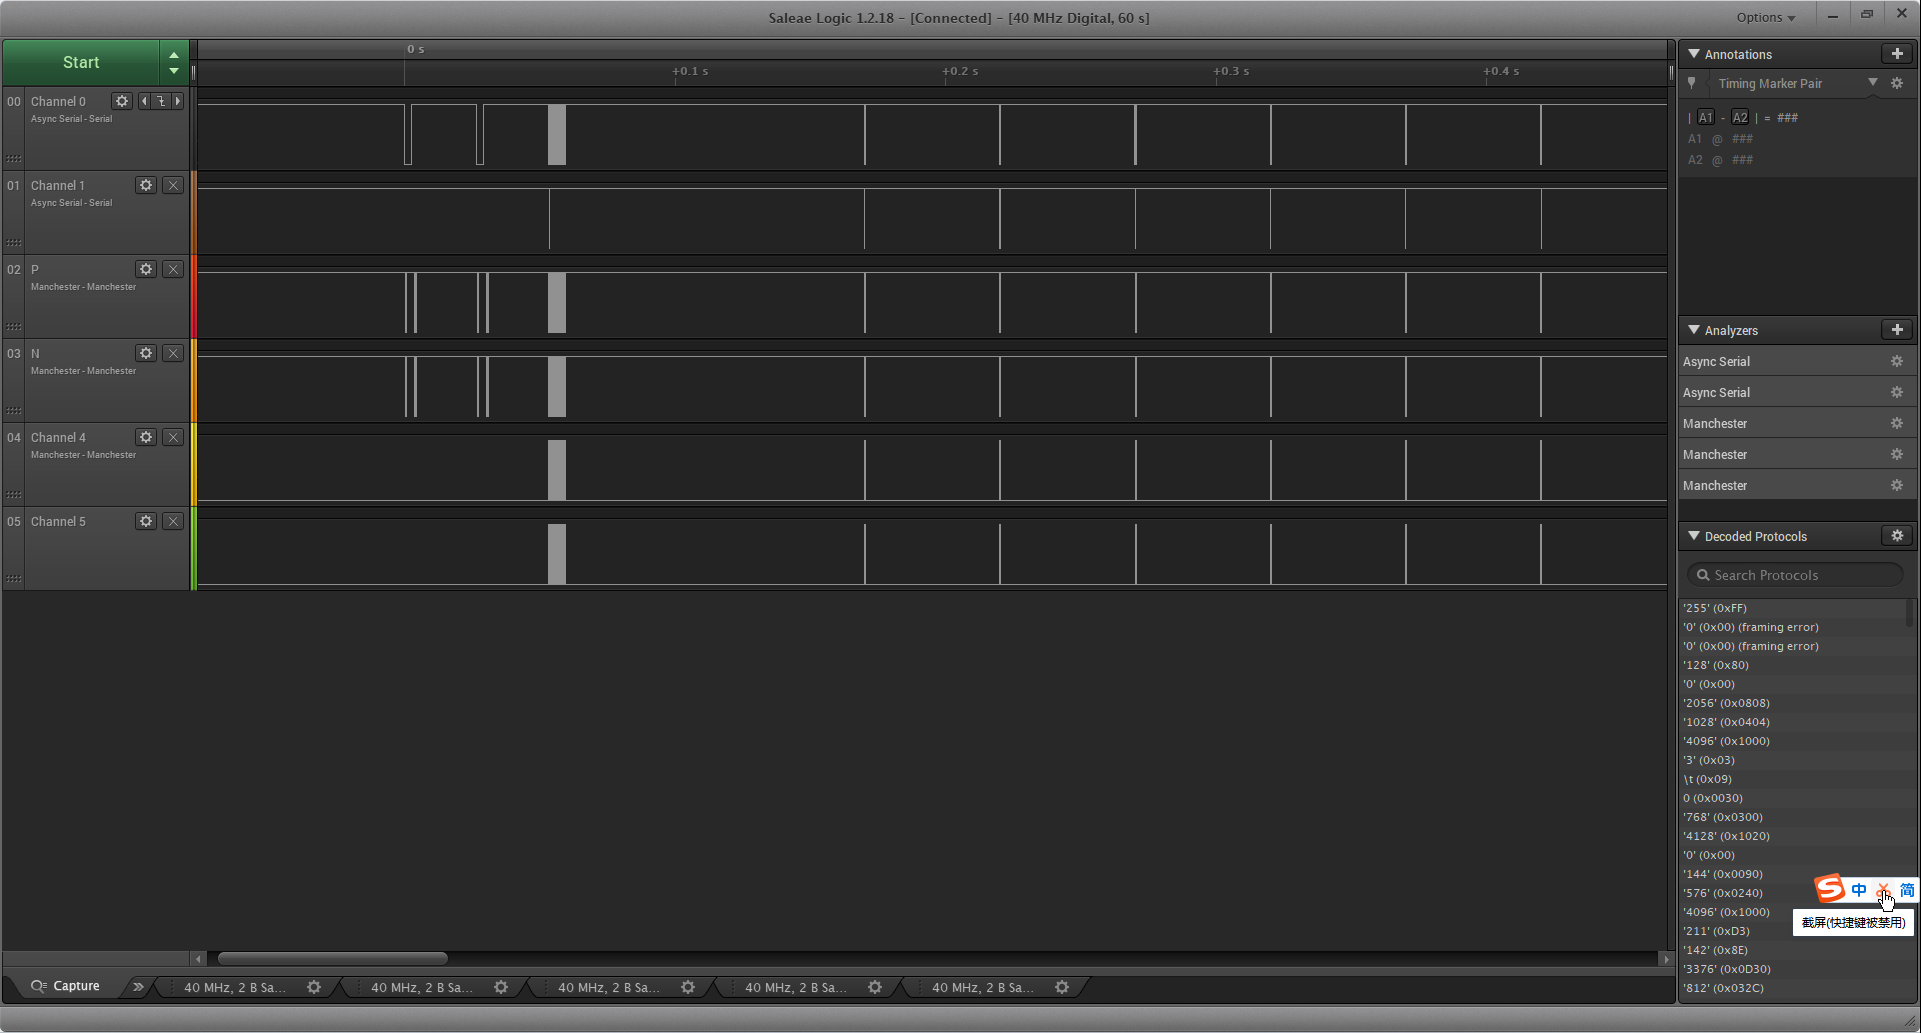 Saleae Logic 1.2.18 - [Connected] - [40 MHz Digital, 60 s]
Options
Start
0 s
+0.1 s
+0.2 s
+0.3 s
+0.4 s
00
Channel 0
Async Serial - Serial
01
Channel 1
Async Serial - Serial
02
P
Manchester - Manchester
03
N
Manchester - Manchester
04
Channel 4
Manchester - Manchester
05
Channel 5
Capture
40 MHz, 2 B Sa...
40 MHz, 2 B Sa...
40 MHz, 2 B Sa...
40 MHz, 2 B Sa...
40 MHz, 2 B Sa...
Annotations
Timing Marker Pair
| A1 - A2 | = ###
A1 @ ###
A2 @ ###
Analyzers
Async Serial
Async Serial
Manchester
Manchester
Manchester
Decoded Protocols
Search Protocols
'255' (0xFF)
'0' (0x00) (framing error)
'0' (0x00) (framing error)
'128' (0x80)
'0' (0x00)
'2056' (0x0808)
'1028' (0x0404)
'4096' (0x1000)
'3' (0x03)
\t (0x09)
0 (0x0030)
'768' (0x0300)
'4128' (0x1020)
'0' (0x00)
'144' (0x0090)
'576' (0x0240)
'4096' (0x1000)
'211' (0xD3)
'142' (0x8E)
'3376' (0x0D30)
'812' (0x032C)
S 中 简
截屏(快捷键被禁用)